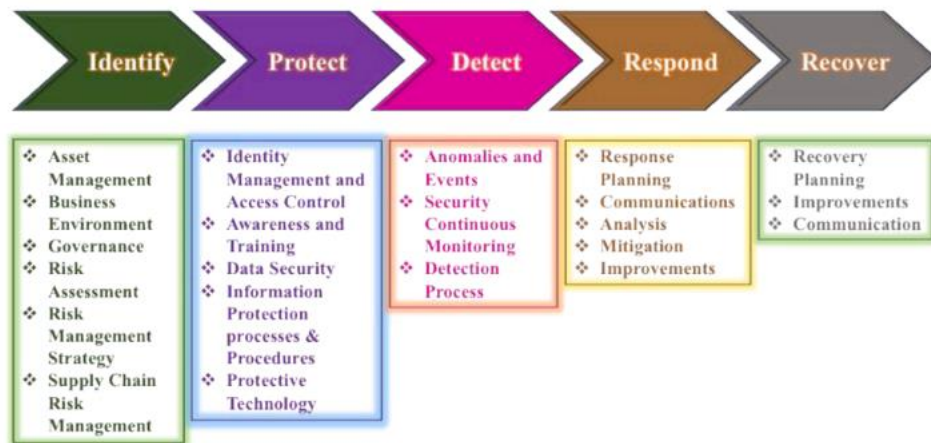 Identify
Protect
Detect
Respond
Recover
❖ Asset
Management
❖ Business
Environment
❖ Governance
❖ Risk
Assessment
❖ Risk
Management
Strategy
❖ Supply Chain
Risk
Management
❖ Identity
Management and
Access Control
❖ Awareness and
Training
❖ Data Security
❖ Information
Protection
processes &
Procedures
❖ Protective
Technology
❖ Anomalies and
Events
❖ Security
Continuous
Monitoring
❖ Detection
Process
❖ Response
Planning
❖ Communications
❖ Analysis
❖ Mitigation
❖ Improvements
❖ Recovery
Planning
❖ Improvements
❖ Communication